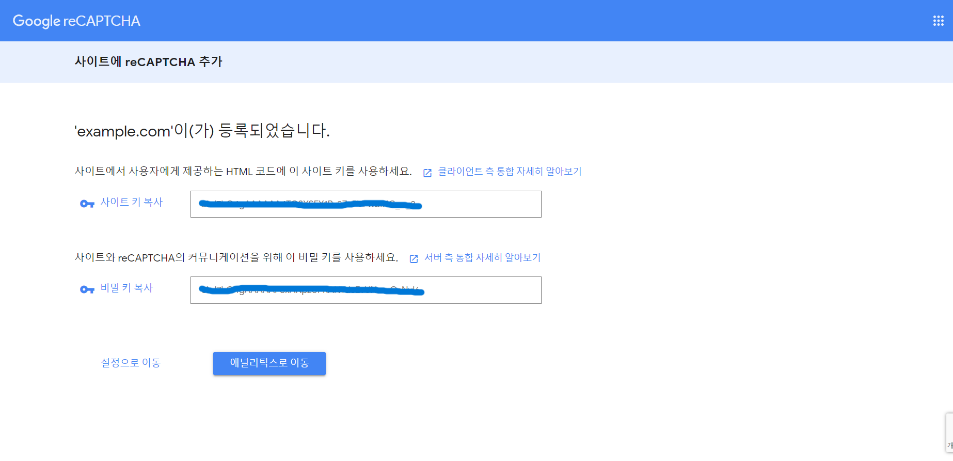 Google reCAPTCHA
사이트에 reCAPTCHA 추가
'example.com'이(가) 등록되었습니다.
사이트에서 사용자에게 제공하는 HTML 코드에 이 사이트 키를 사용하세요. 클라이언트 측 통합 자세히 알아보기
사이트 키 복사
사이트와 reCAPTCHA의 커뮤니케이션을 위해 이 비밀 키를 사용하세요. 서버 측 통합 자세히 알아보기
비밀 키 복사
설정으로 이동 애널리틱스로 이동